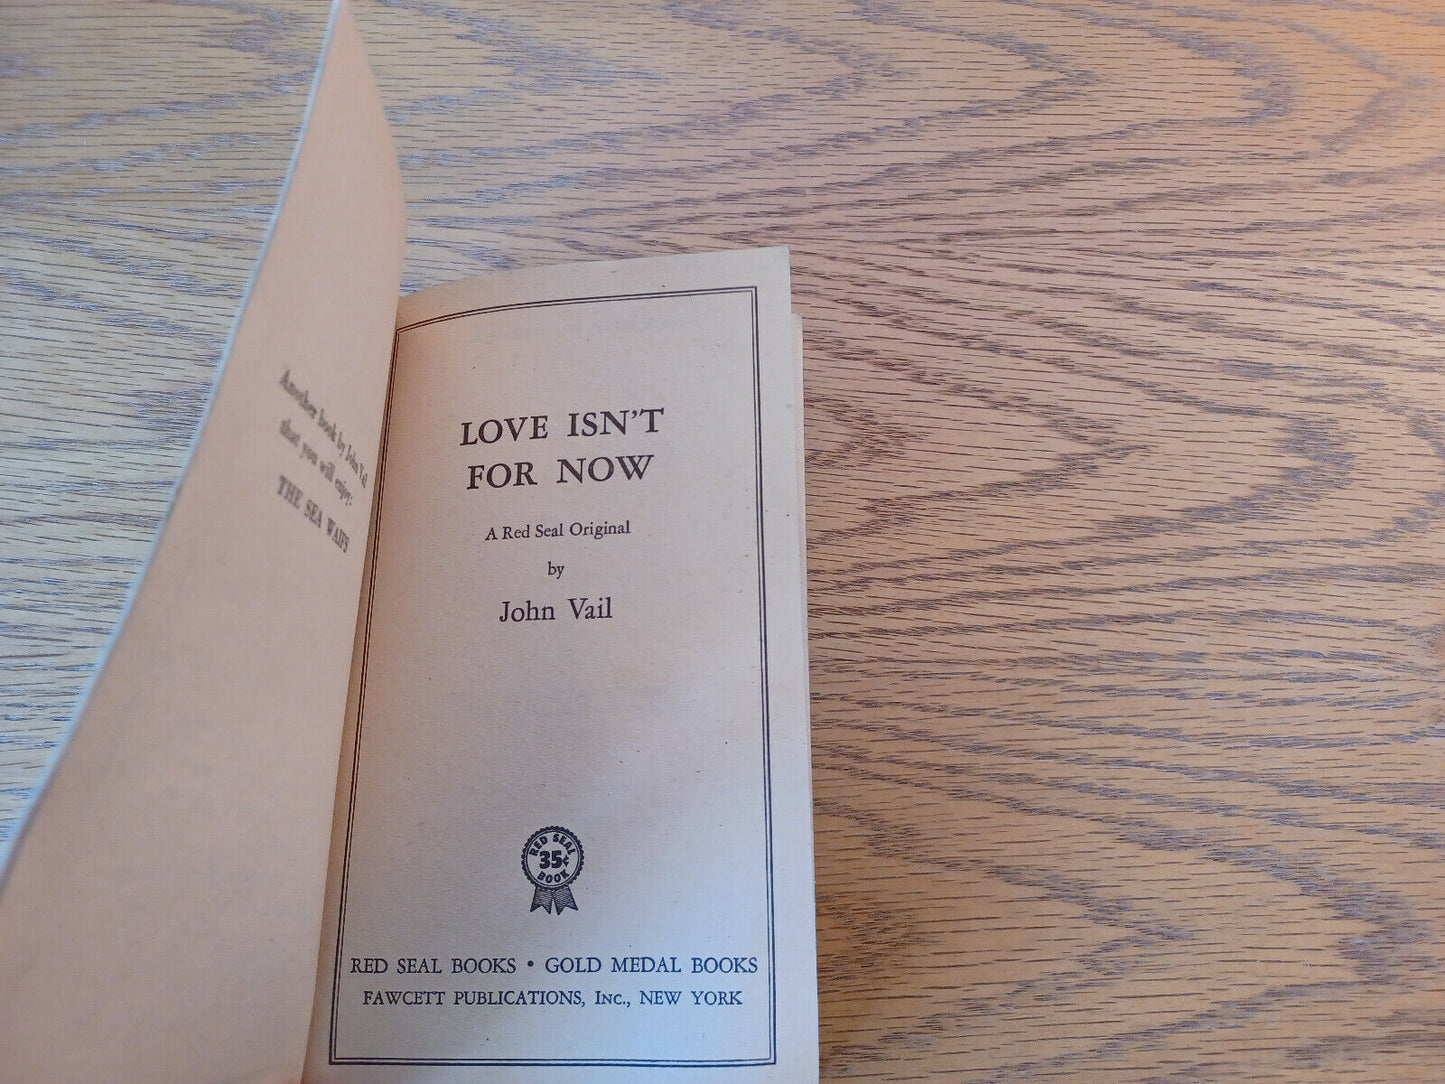 Another book by John Vail
that you will enjoy:
THE SEA WAIFS
LOVE ISN'T
FOR NOW
A Red Seal Original
by
John Vail
RED SEAL
35¢
BOOK
RED SEAL BOOKS • GOLD MEDAL BOOKS
FAWCETT PUBLICATIONS, INC., NEW YORK